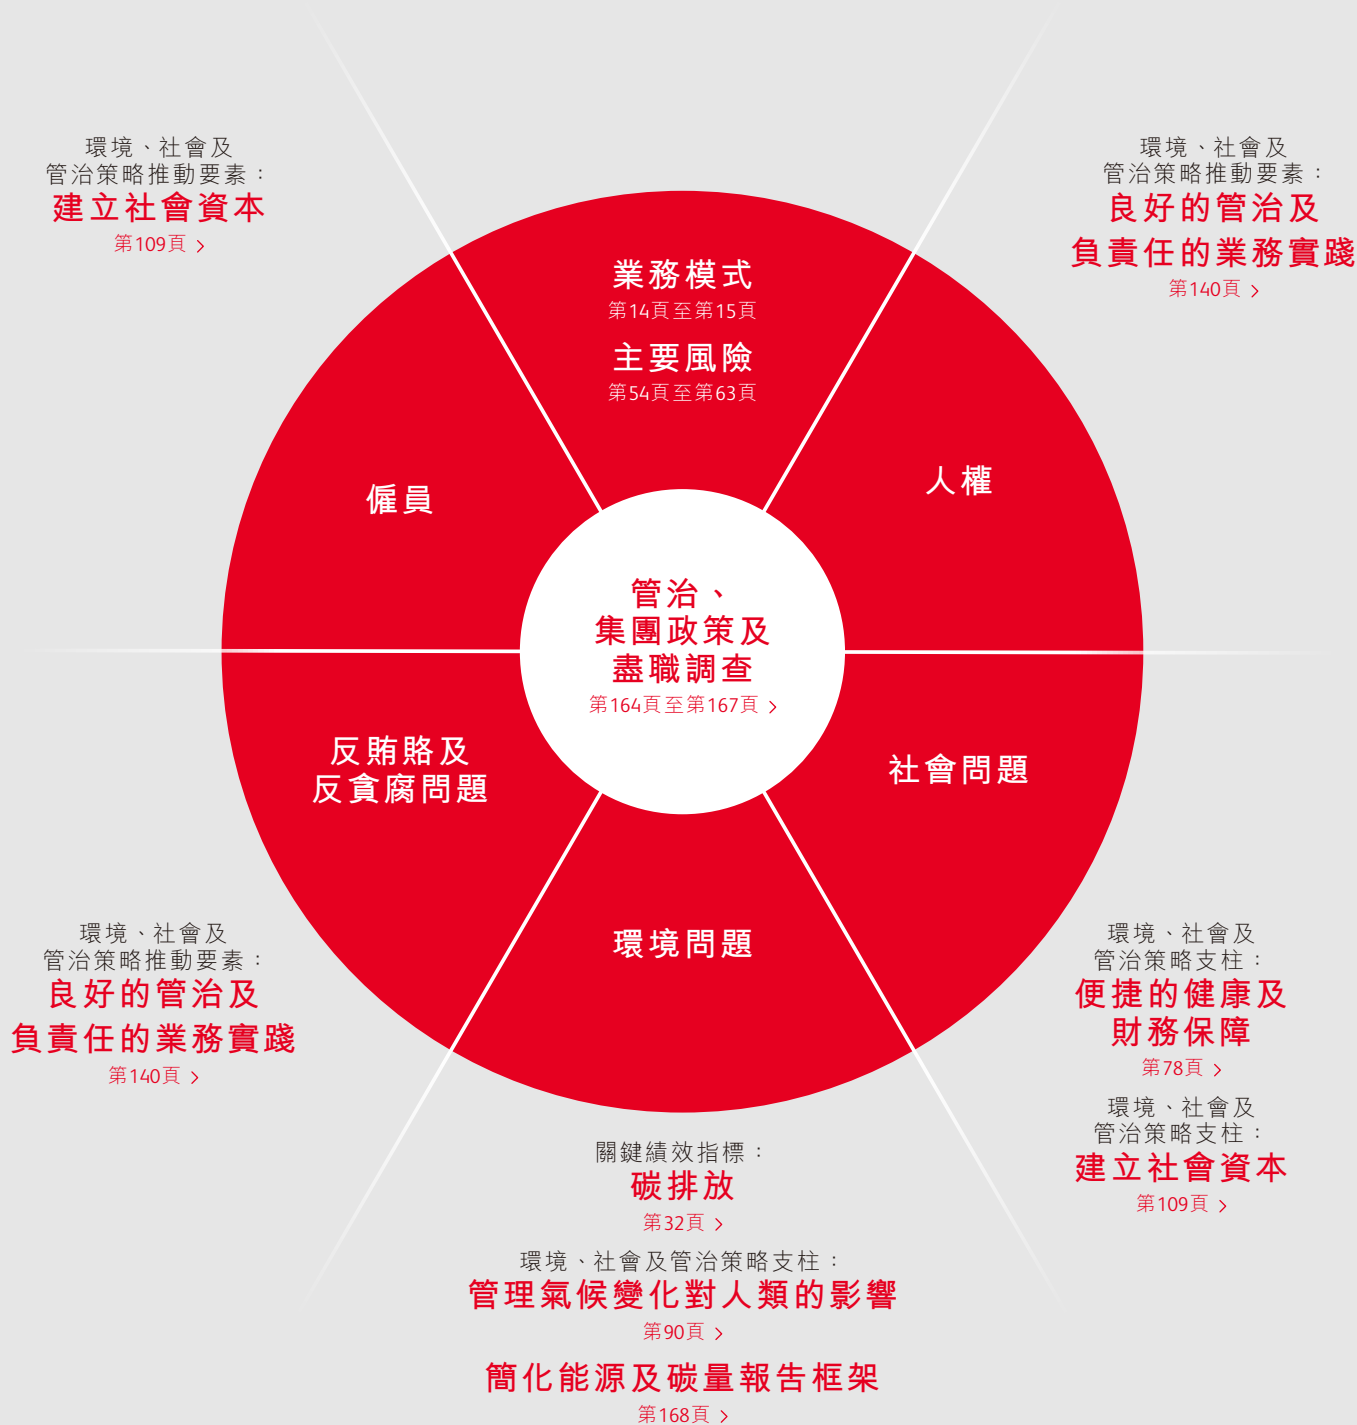 環境、社會及
管治策略推動要素：
建立社會資本
第109頁 >
環境、社會及
管治策略推動要素：
良好的管治及
負責任的業務實踐
第140頁 >
業務模式
第14頁至第15頁
主要風險
第54頁至第63頁
僱員
人權
管治、
集團政策及
盡職調查
第164頁至第167頁 >
反賄賂及
反貪腐問題
社會問題
環境問題
環境、社會及
管治策略推動要素：
良好的管治及
負責任的業務實踐
第140頁 >
環境、社會及
管治策略支柱：
便捷的健康及
財務保障
第78頁 >
環境、社會及
管治策略支柱：
建立社會資本
第109頁 >
關鍵績效指標：
碳排放
第32頁 >
環境、社會及管治策略支柱：
管理氣候變化對人類的影響
第90頁 >
簡化能源及碳量報告框架
第168頁 >